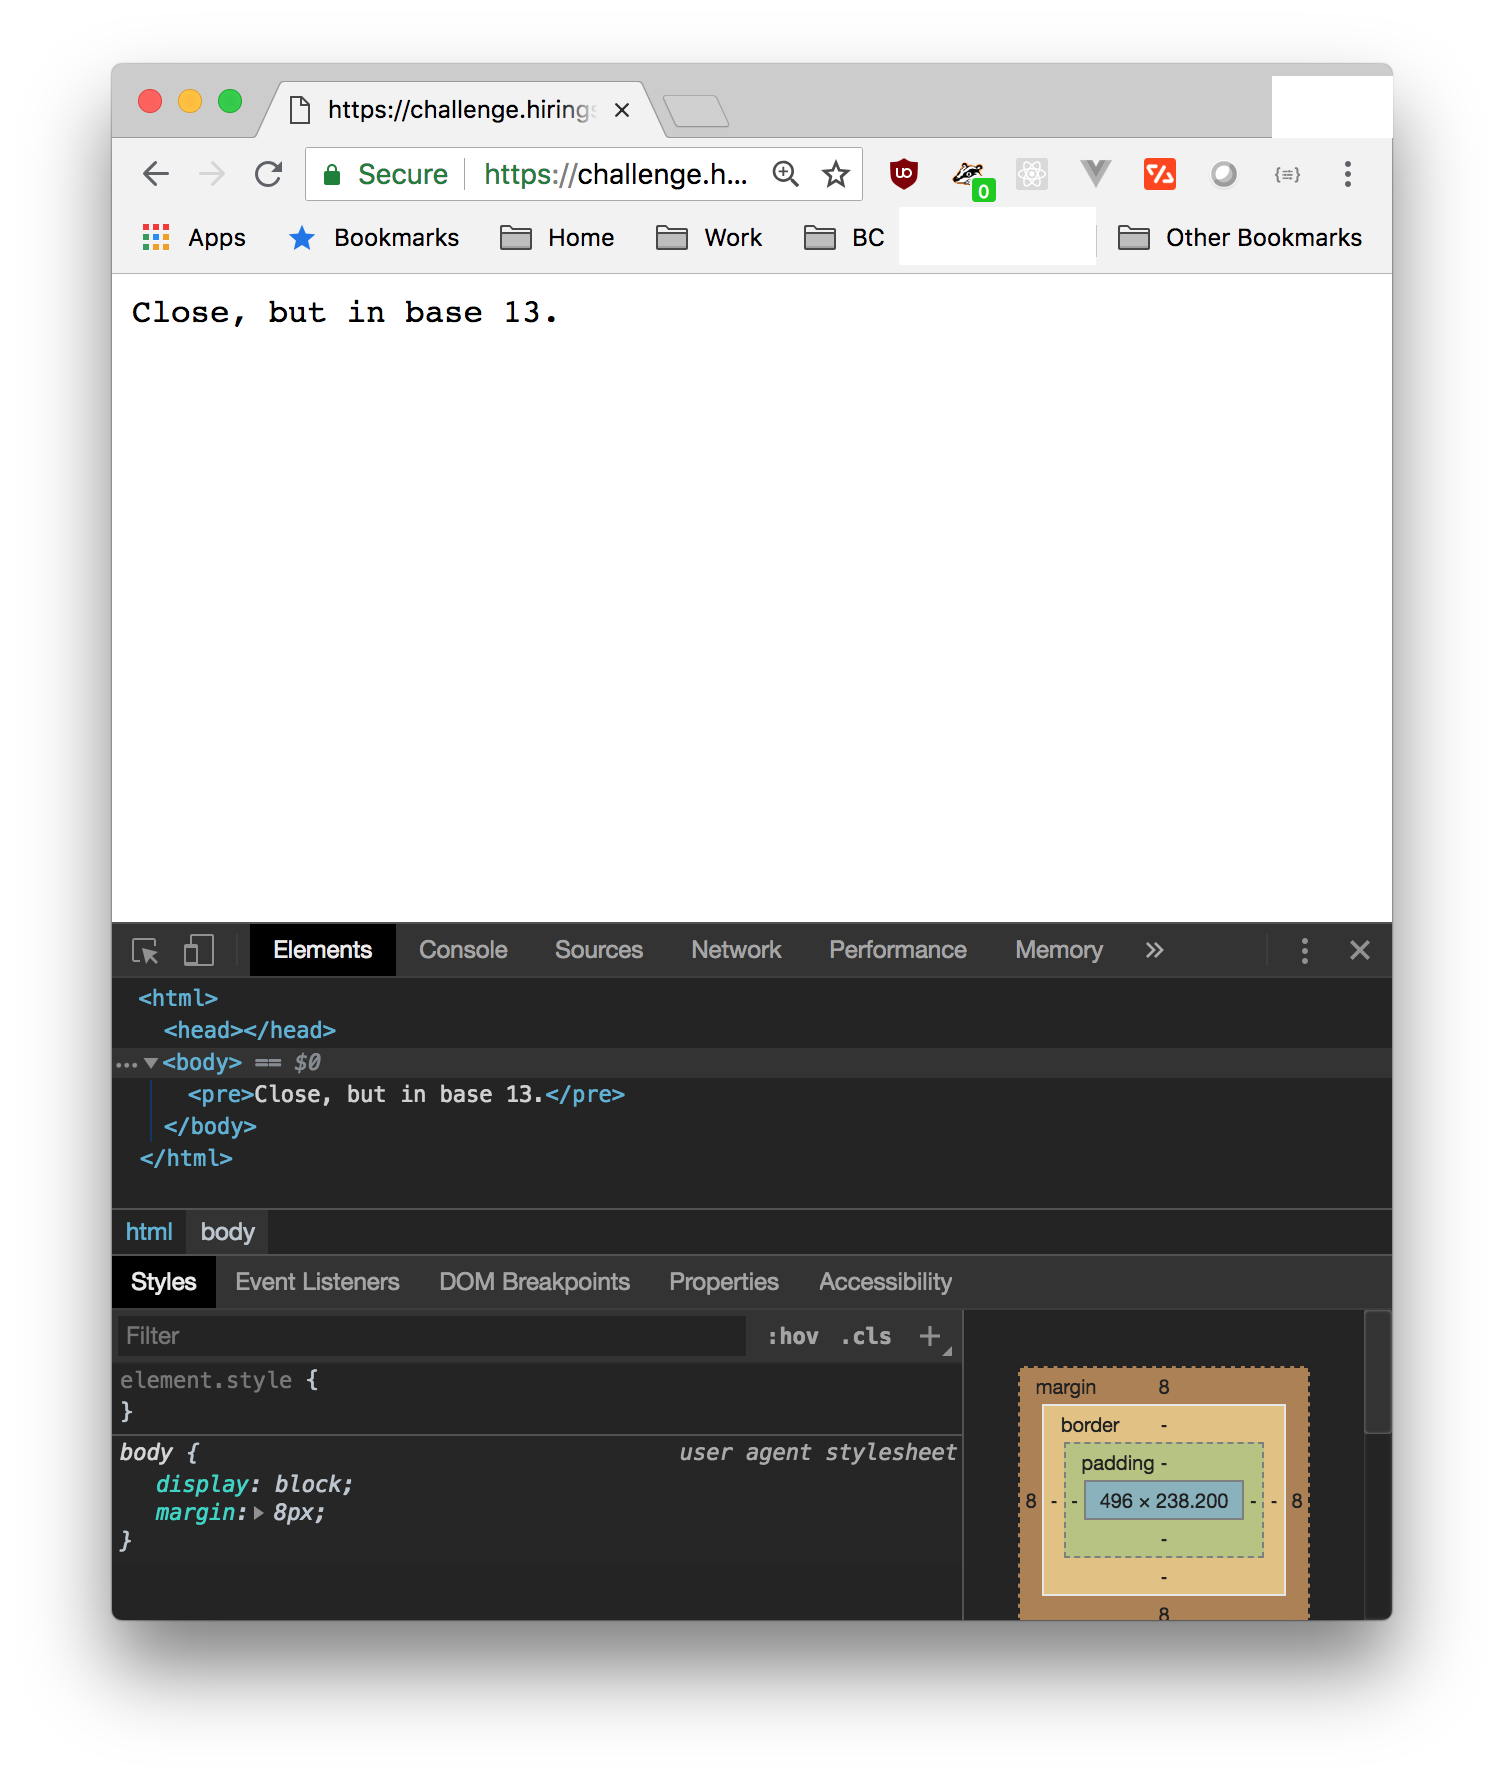 https://challenge.hirings
Secure https://challenge.h...
0
Apps Bookmarks Home Work BC Other Bookmarks
Close, but in base 13.
Elements Console Sources Network Performance Memory »
<html>
<head></head>
... ▼<body> == $0
<pre>Close, but in base 13.</pre>
</body>
</html>
html body
Styles Event Listeners DOM Breakpoints Properties Accessibility
Filter :hov .cls +
element.style {
}
body { user agent stylesheet
display: block;
margin:▶ 8px;
}
margin 8
border -
padding -
8 - - 496 × 238.200 - - 8
-
-
8